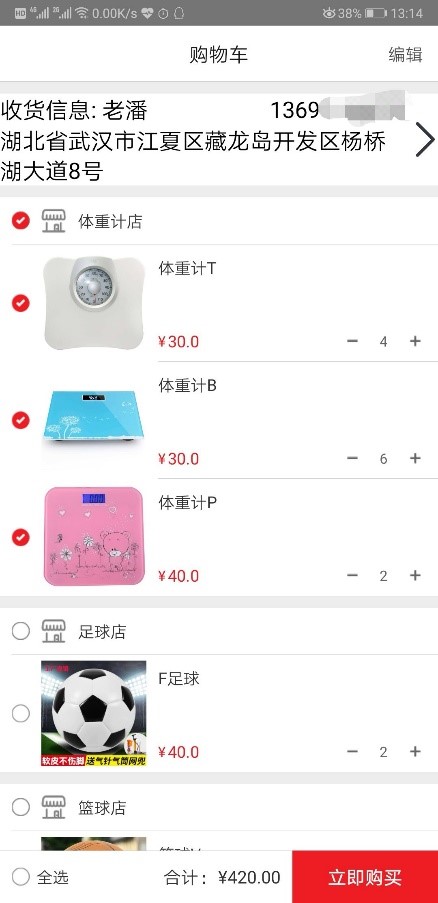 HD 4G 2G 0.00K/s 38% 13:14
购物车 编辑
收货信息: 老潘 1369
湖北省武汉市江夏区藏龙岛开发区杨桥
湖大道8号
体重计店
体重计T
¥30.0 − 4 +
体重计B
¥30.0 − 6 +
体重计P
¥40.0 − 2 +
足球店
F足球
软皮不伤脚 送气针气筒网兜
¥40.0 − 2 +
篮球店
全选 合计： ¥420.00 立即购买